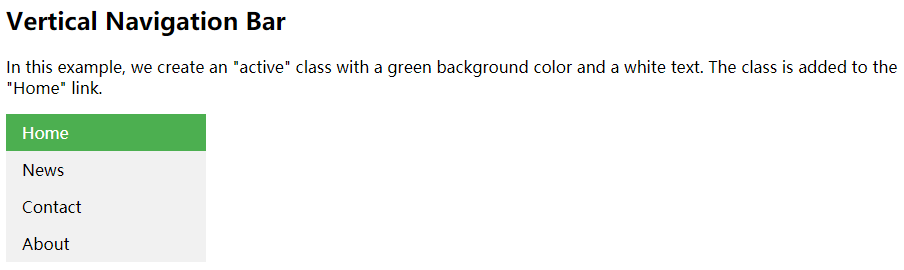 Vertical Navigation Bar
In this example, we create an "active" class with a green background color and a white text. The class is added to the
"Home" link.
Home
News
Contact
About